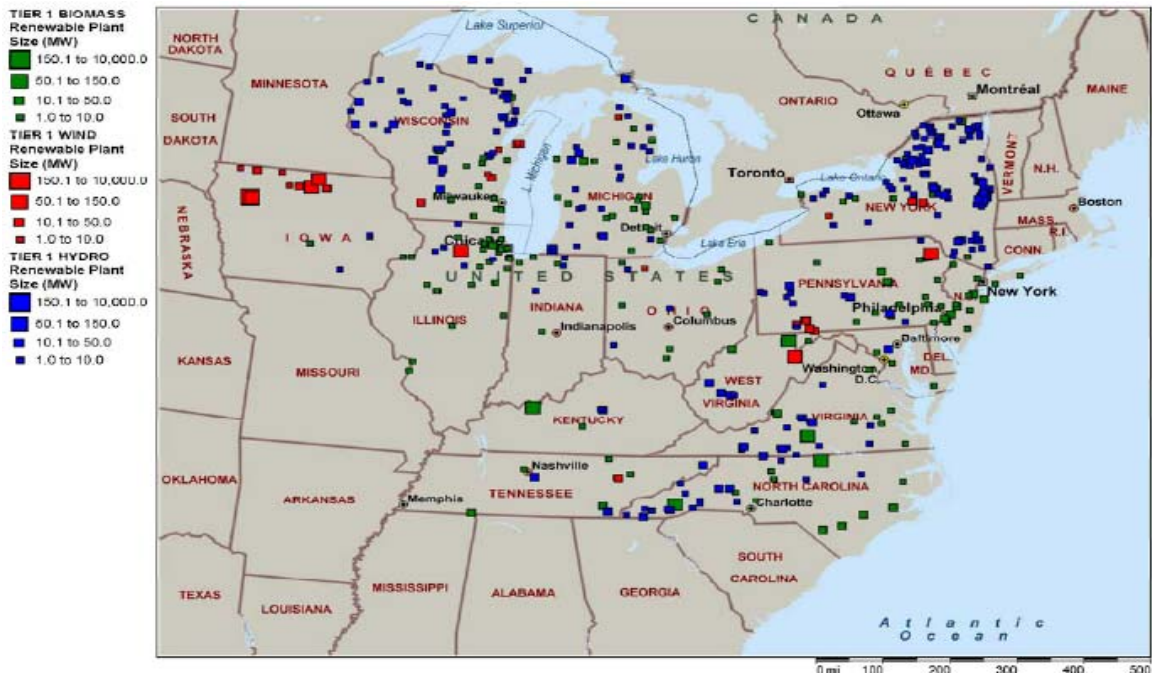 TIER 1 BIOMASS
Renewable Plant
Size (MW)
150.1 to 10,000.0
50.1 to 150.0
10.1 to 50.0
1.0 to 10.0
TIER 1 WIND
Renewable Plant
Size (MW)
150.1 to 10,000.0
50.1 to 150.0
10.1 to 50.0
1.0 to 10.0
TIER 1 HYDRO
Renewable Plant
Size (MW)
150.1 to 10,000.0
50.1 to 150.0
10.1 to 50.0
1.0 to 10.0
CANADA
Lake Superior
NORTH
DAKOTA
MINNESOTA
QUÉBEC
Montréal
MAINE
ONTARIO
Ottawa
SOUTH
DAKOTA
WISCONSIN
VERMONT
N.H.
Lake Huron
L. Michigan
Toronto
Lake Ontario
MICHIGAN
Milwaukee
NEW YORK
Boston
MASS.
R.I.
CONN.
NEBRASKA
IOWA
Chicago
Detroit
Lake Erie
UNITED STATES
PENNSYLVANIA
New York
N.J.
Philadelphia
ILLINOIS
INDIANA
OHIO
Indianapolis
Columbus
Baltimore
KANSAS
MISSOURI
Washington
D.C.
DEL.
MD.
WEST
VIRGINIA
VIRGINIA
KENTUCKY
OKLAHOMA
ARKANSAS
Nashville
TENNESSEE
Memphis
NORTH CAROLINA
Charlotte
SOUTH
CAROLINA
TEXAS
LOUISIANA
MISSISSIPPI
ALABAMA
GEORGIA
Atlantic
Ocean
0 mi 100 200 300 400 500